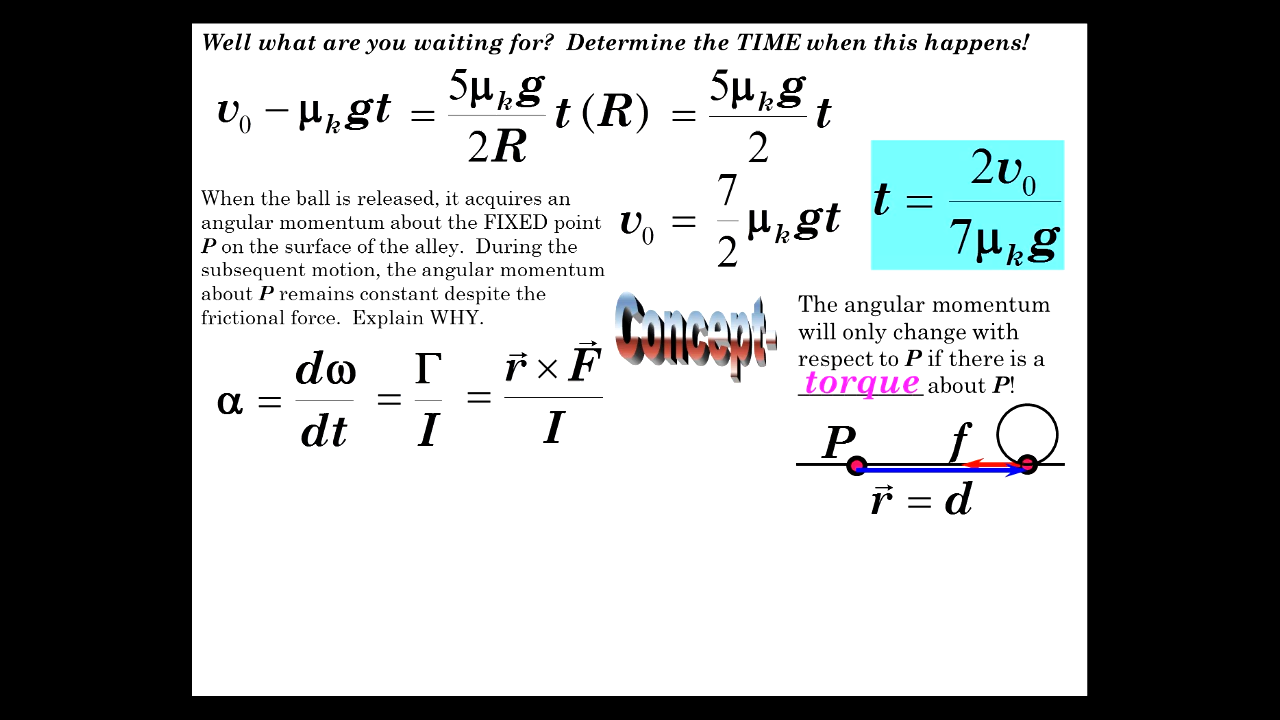 Well what are you waiting for? Determine the TIME when this happens!
v₀ − μₖgt = 5μₖg/2R t (R) = 5μₖg/2 t
v₀ = 7/2 μₖgt
t = 2v₀/7μₖg
When the ball is released, it acquires an
angular momentum about the FIXED point
P on the surface of the alley. During the
subsequent motion, the angular momentum
about P remains constant despite the
frictional force. Explain WHY.
α = dω/dt = Γ/I = r⃗ × F⃗/I
Concept-
The angular momentum
will only change with
respect to P if there is a
torque about P!
P f
r⃗ = d